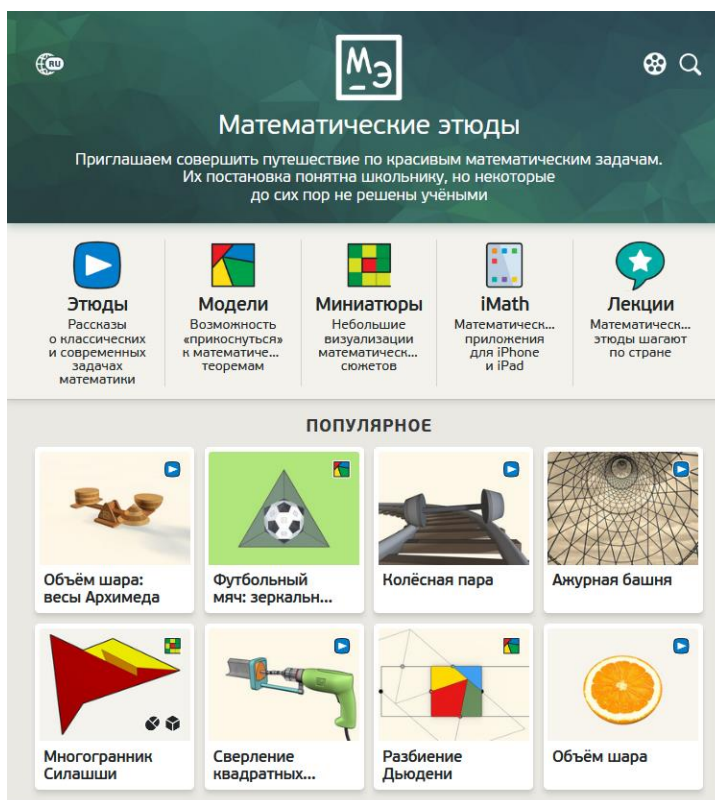 RU
МЭ
Математические этюды
Приглашаем совершить путешествие по красивым математическим задачам.
Их постановка понятна школьнику, но некоторые
до сих пор не решены учёными
Этюды
Рассказы
о классических
и современных
задачах
математики
Модели
Возможность
«прикоснуться»
к математиче...
теоремам
Миниатюры
Небольшие
визуализации
математическ...
сюжетов
iMath
Математическ...
приложения
для iPhone
и iPad
Лекции
Математическ...
этюды шагают
по стране
ПОПУЛЯРНОЕ
Объём шара:
весы Архимеда
Футбольный
мяч: зеркальн...
Колёсная пара
Ажурная башня
Многогранник
Силашши
Сверление
квадратных...
Разбиение
Дьюдени
Объём шара